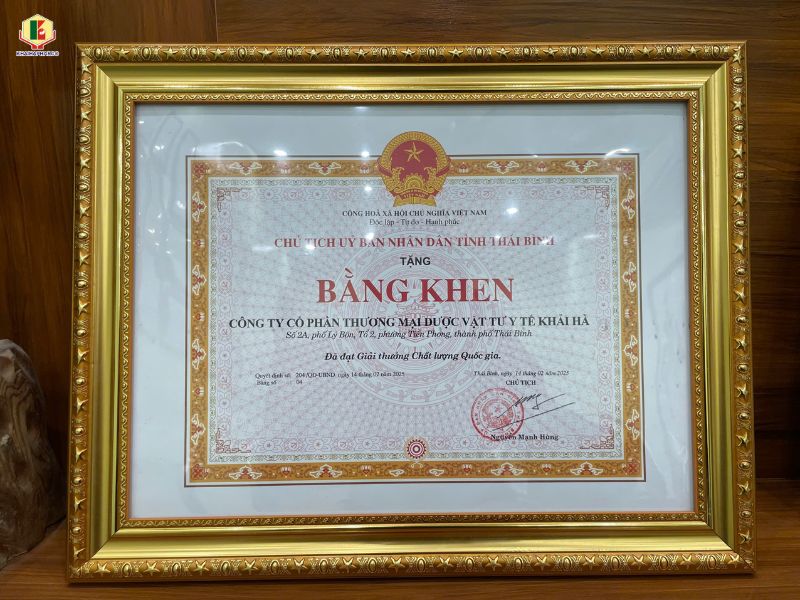 KHAIHAPHONGB
CỘNG HOÀ XÃ HỘI CHỦ NGHĨA VIỆT NAM
Độc lập - Tự do - Hạnh phúc
CHỦ TỊCH UỶ BAN NHÂN DÂN TỈNH THÁI BÌNH
TẶNG
BẰNG KHEN
CÔNG TY CỔ PHẦN THƯƠNG MẠI DƯỢC VẬT TƯ Y TẾ KHẢI HÀ
Số 2A, phố Lý Bôn, Tổ 2, phường Tiền Phong, thành phố Thái Bình
Đã đạt Giải thưởng Chất lượng Quốc gia.
Quyết định số: 204/QĐ-UBND, ngày 14 tháng 02 năm 2025
Bằng số : 04
Thái Bình, ngày 14 tháng 02 năm 2025
CHỦ TỊCH
Nguyễn Mạnh Hùng